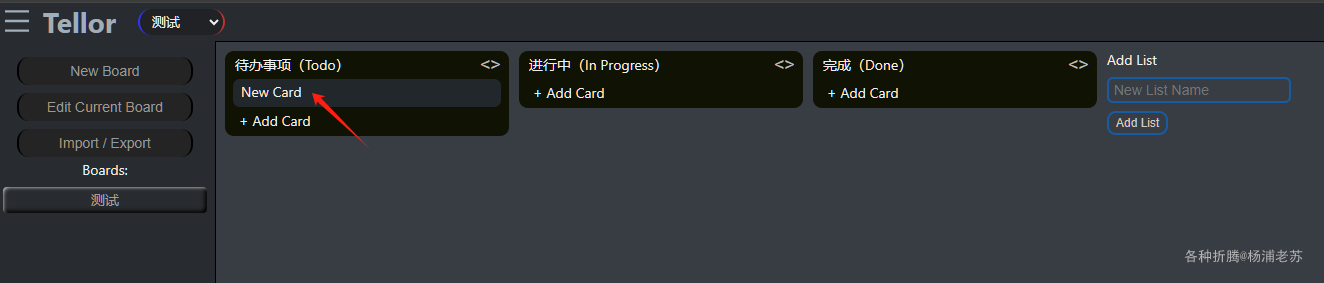 Tellor
测试
New Board
Edit Current Board
Import / Export
Boards:
测试
待办事项（Todo） <>
New Card
+ Add Card
进行中（In Progress） <>
+ Add Card
完成（Done） <>
+ Add Card
Add List
New List Name
Add List
各种折腾@杨浦老苏